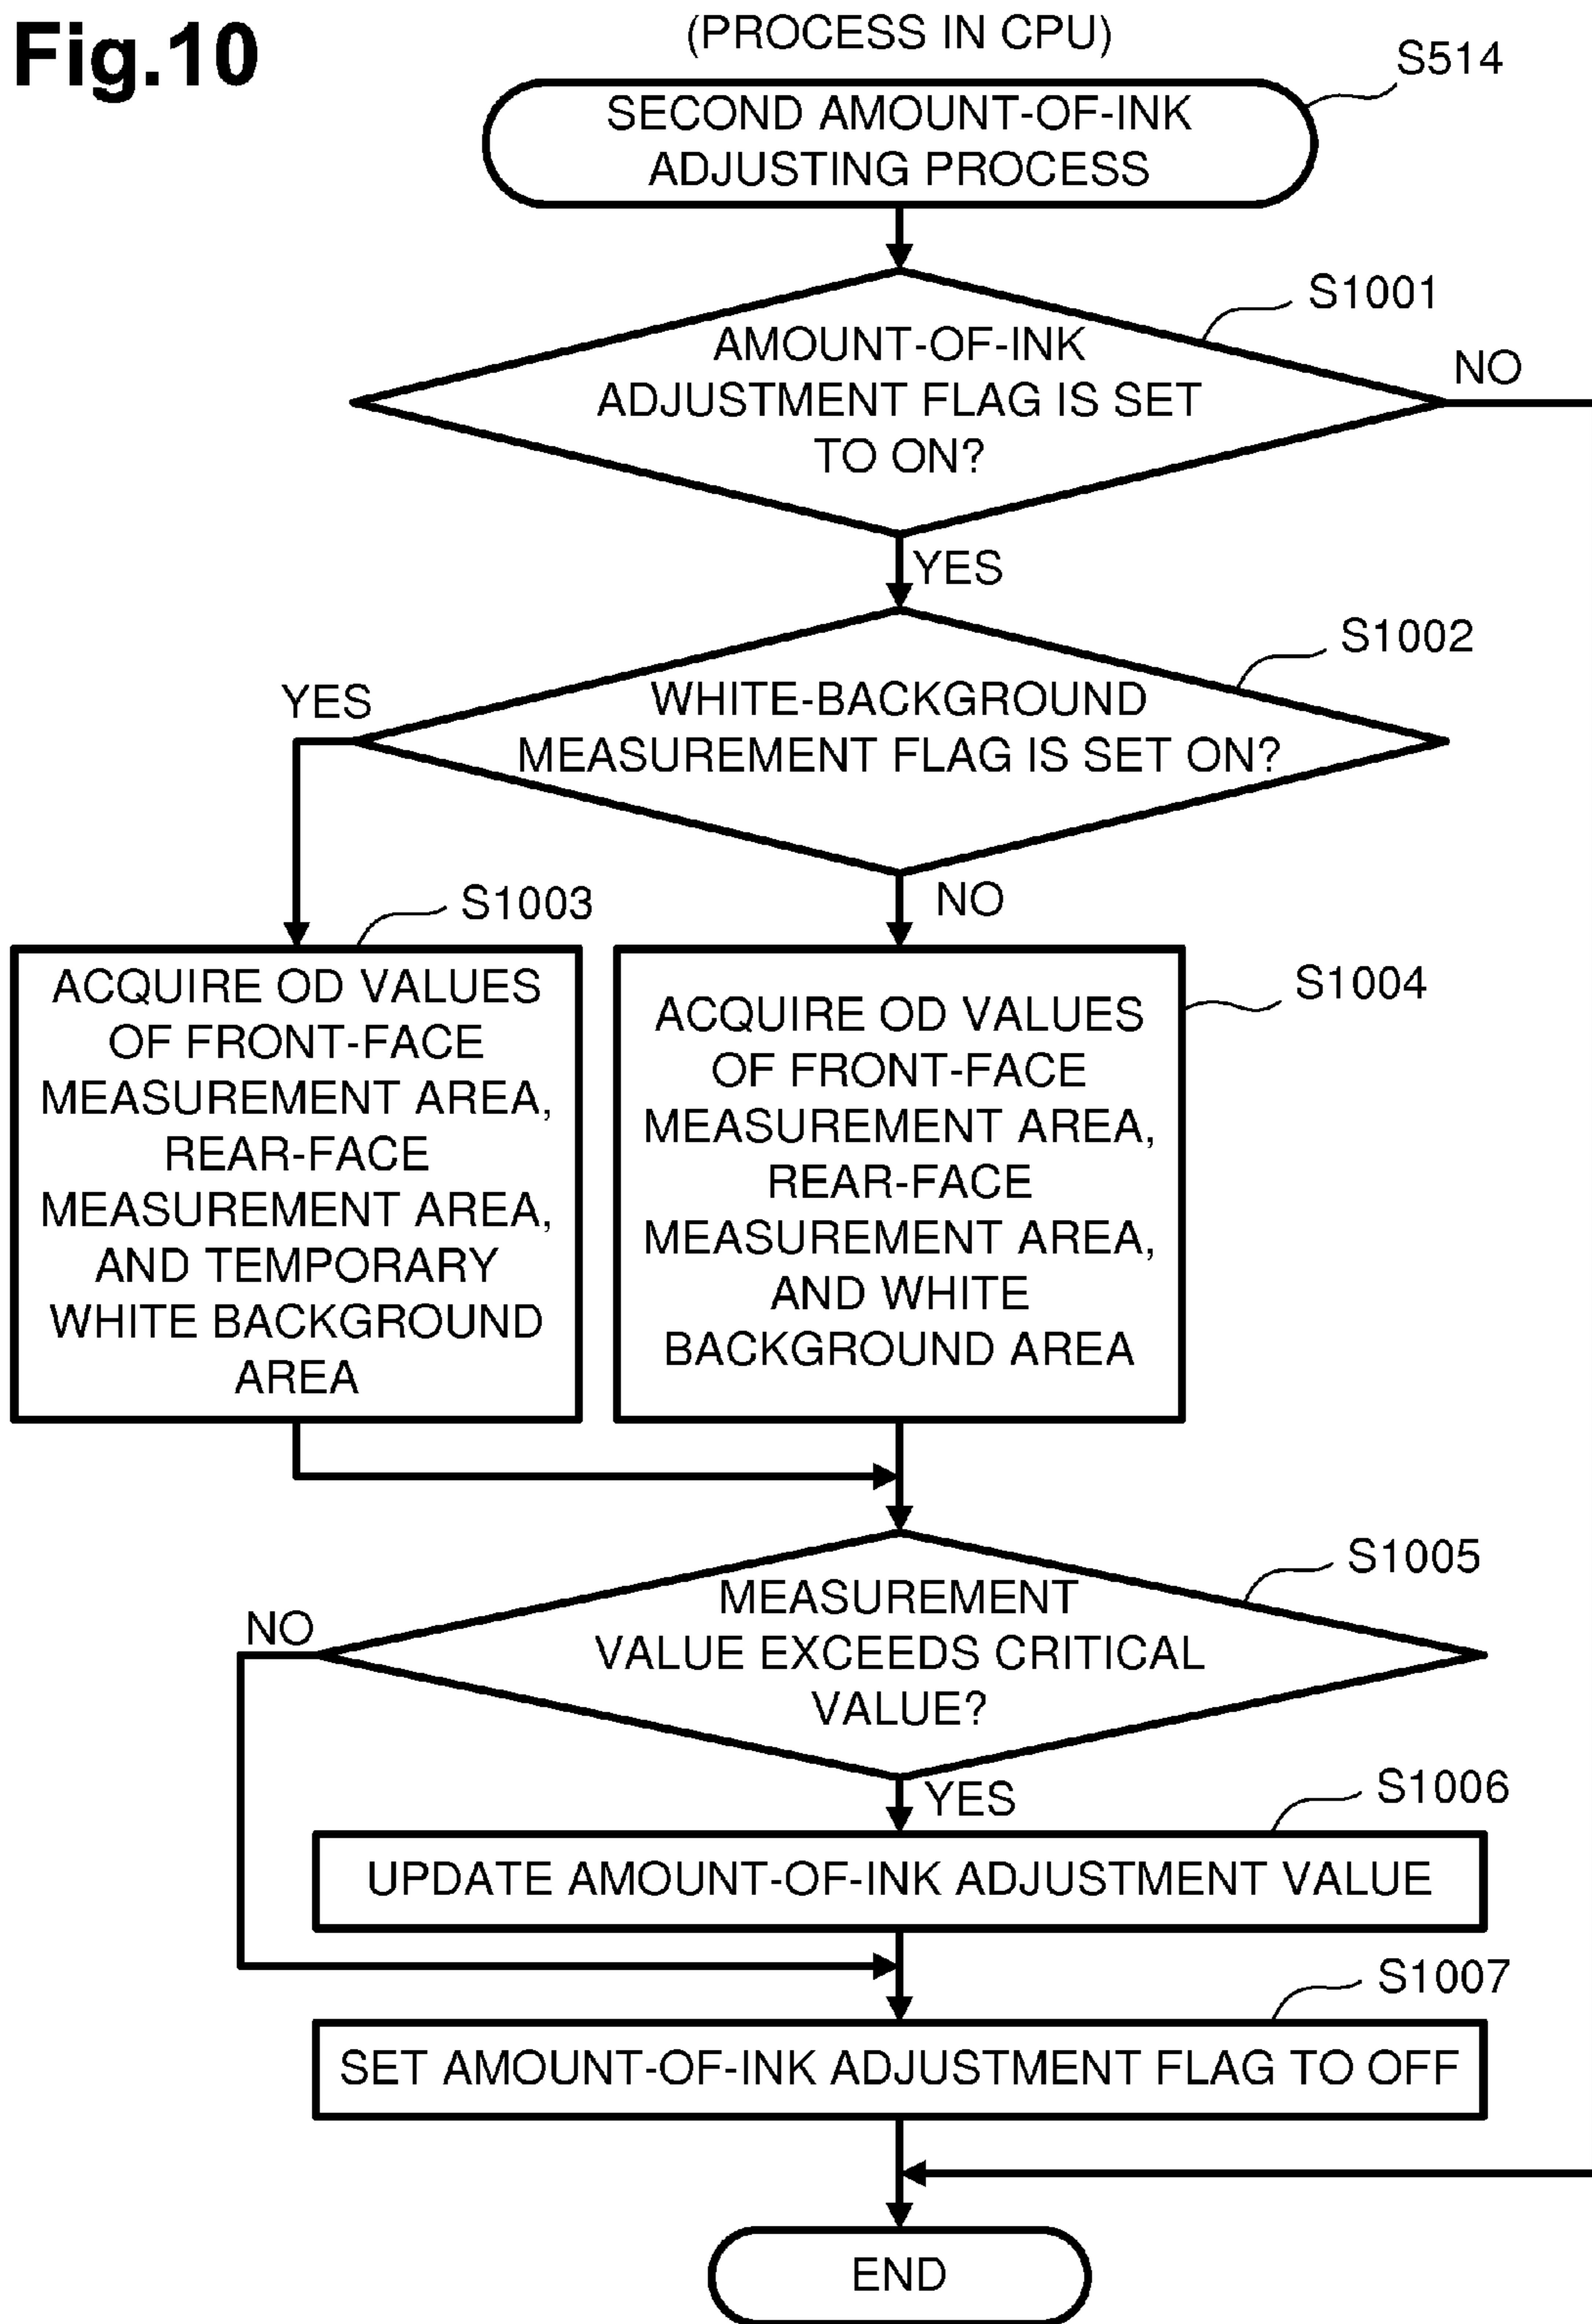 Fig.10
(PROCESS IN CPU)
S514
SECOND AMOUNT-OF-INK
ADJUSTING PROCESS
S1001
AMOUNT-OF-INK
ADJUSTMENT FLAG IS SET
TO ON?
NO
YES
S1002
WHITE-BACKGROUND
MEASUREMENT FLAG IS SET ON?
YES
NO
S1003
ACQUIRE OD VALUES
OF FRONT-FACE
MEASUREMENT AREA,
REAR-FACE
MEASUREMENT AREA,
AND TEMPORARY
WHITE BACKGROUND
AREA
S1004
ACQUIRE OD VALUES
OF FRONT-FACE
MEASUREMENT AREA,
REAR-FACE
MEASUREMENT AREA,
AND WHITE
BACKGROUND AREA
S1005
MEASUREMENT
VALUE EXCEEDS CRITICAL
VALUE?
NO
YES
S1006
UPDATE AMOUNT-OF-INK ADJUSTMENT VALUE
S1007
SET AMOUNT-OF-INK ADJUSTMENT FLAG TO OFF
END